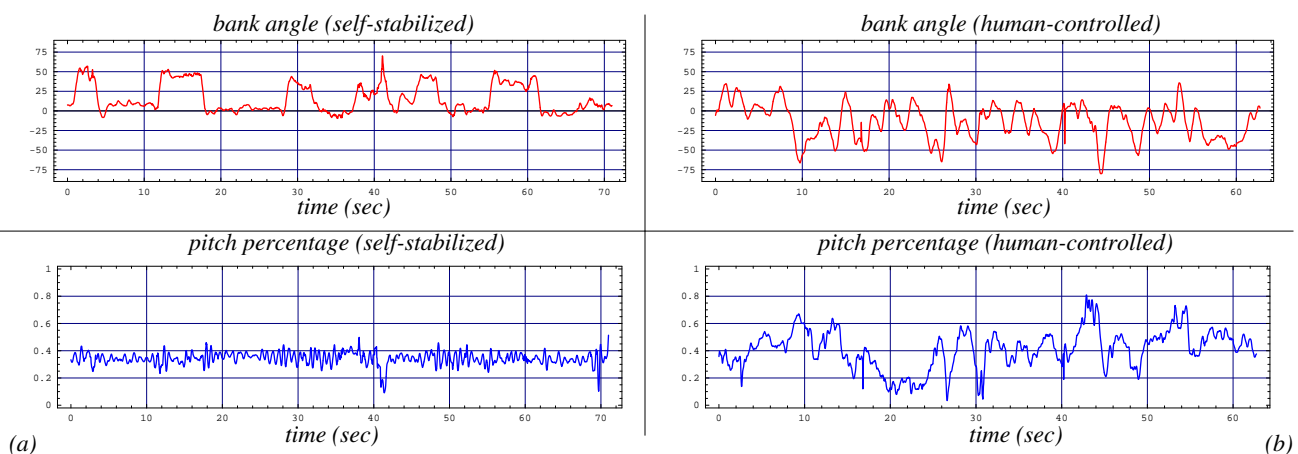 bank angle (self-stabilized)
75
50
25
0
-25
-50
-75
0 10 20 30 40 50 60 70
time (sec)
bank angle (human-controlled)
75
50
25
0
-25
-50
-75
0 10 20 30 40 50 60
time (sec)
pitch percentage (self-stabilized)
1
0.8
0.6
0.4
0.2
0
0 10 20 30 40 50 60 70
time (sec)
(a)
pitch percentage (human-controlled)
1
0.8
0.6
0.4
0.2
0
0 10 20 30 40 50 60
time (sec)
(b)